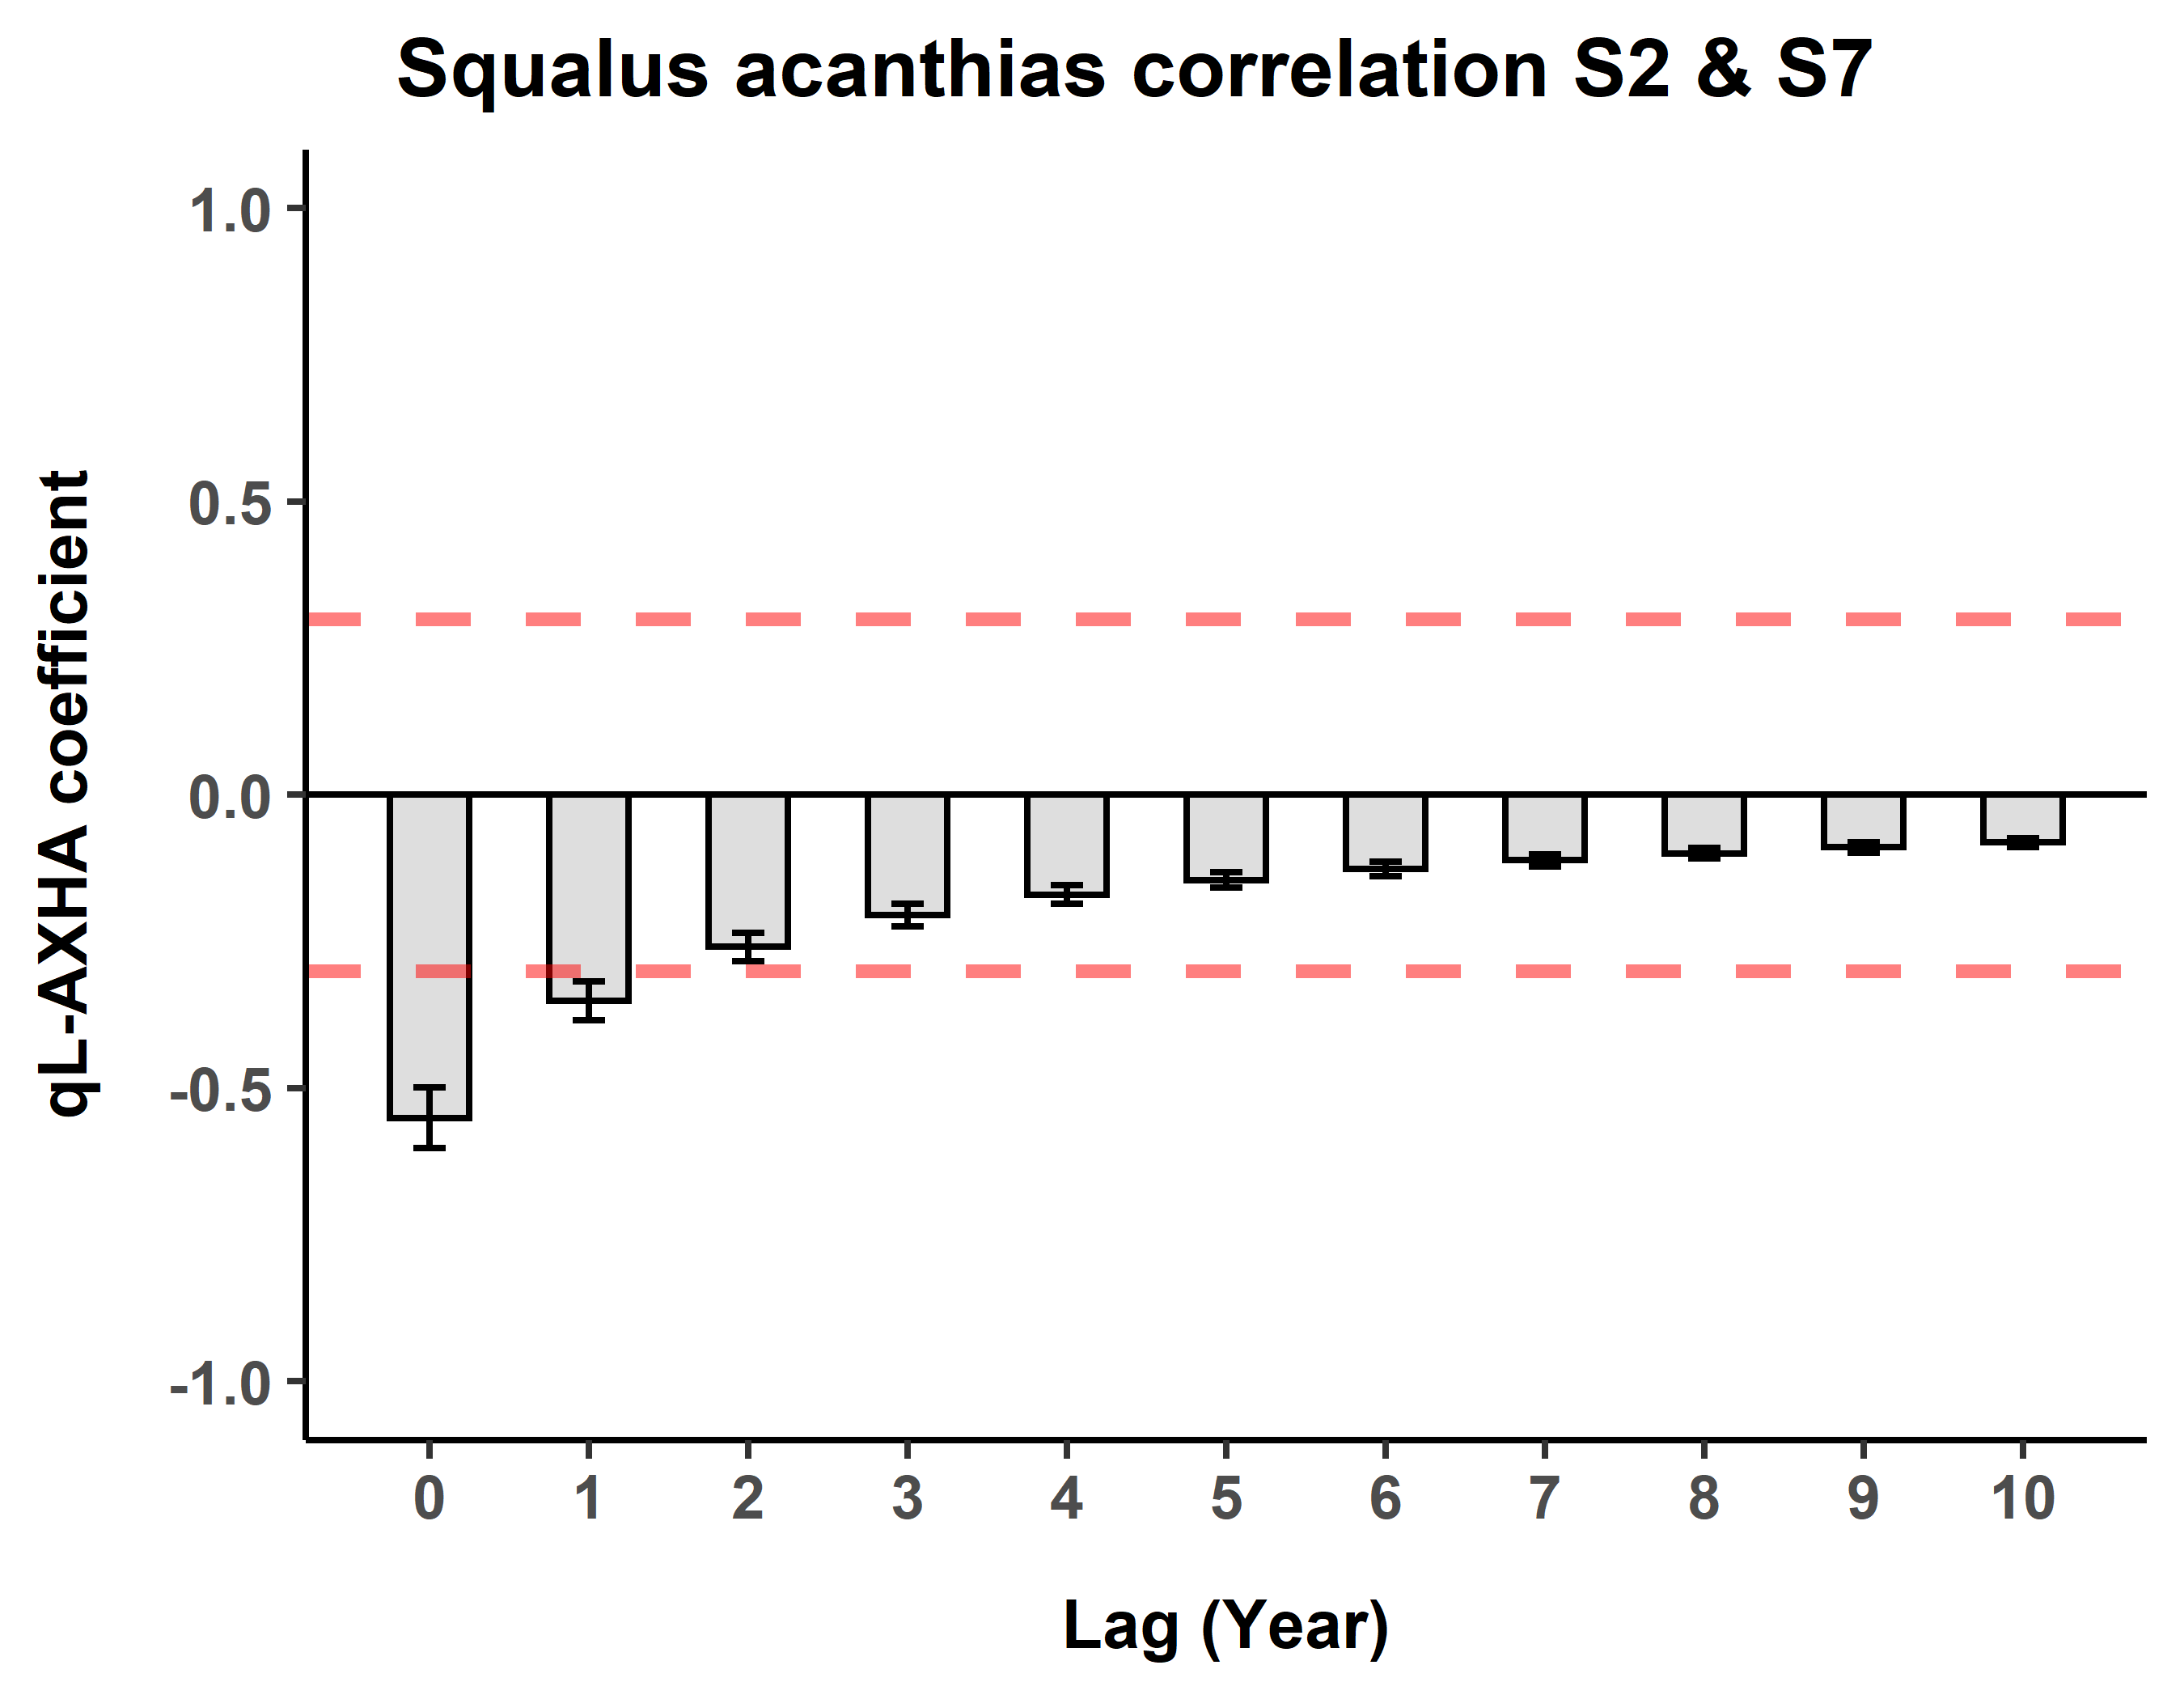 Squalus acanthias correlation S2 & S7
qL-AXHA coefficient
1.0
0.5
0.0
-0.5
-1.0
0 1 2 3 4 5 6 7 8 9 10
Lag (Year)